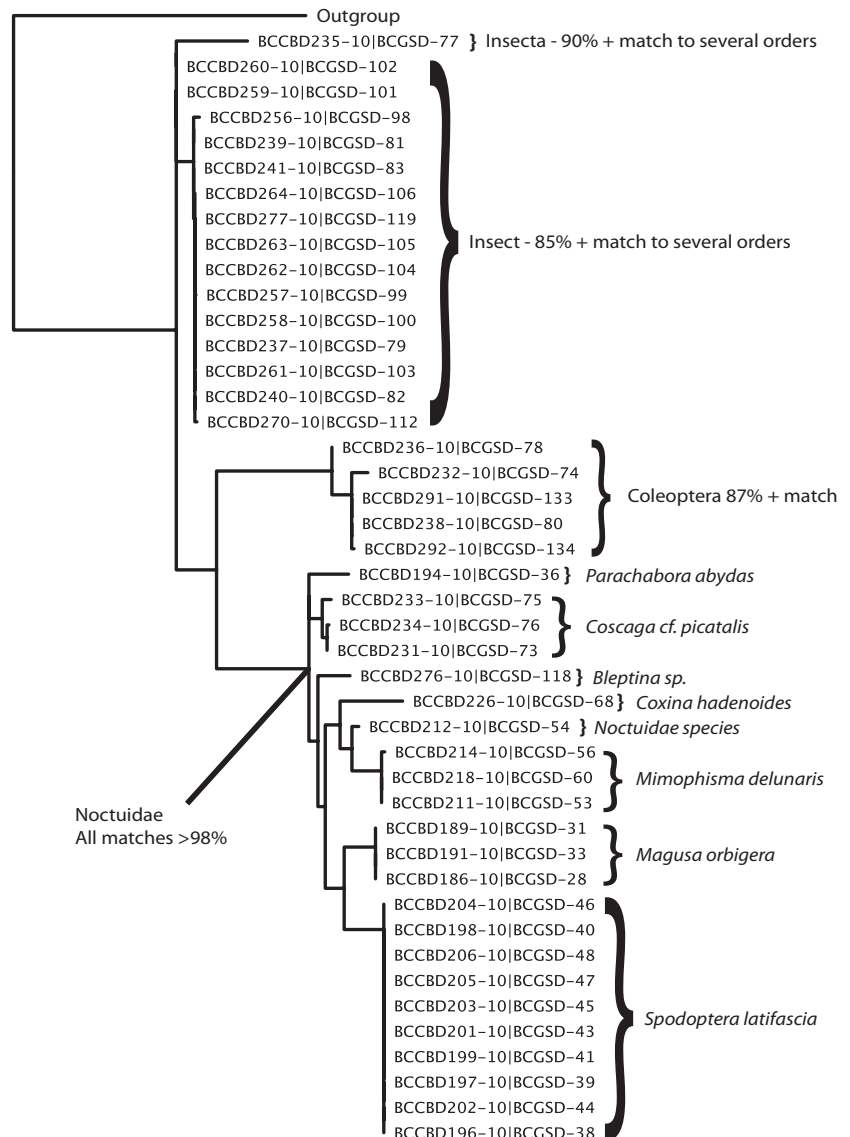 Outgroup
BCCBD235-10|BCGSD-77 } Insecta - 90% + match to several orders
BCCBD260-10|BCGSD-102
BCCBD259-10|BCGSD-101
BCCBD256-10|BCGSD-98
BCCBD239-10|BCGSD-81
BCCBD241-10|BCGSD-83
BCCBD264-10|BCGSD-106
BCCBD277-10|BCGSD-119
BCCBD263-10|BCGSD-105
Insect - 85% + match to several orders
BCCBD262-10|BCGSD-104
BCCBD257-10|BCGSD-99
BCCBD258-10|BCGSD-100
BCCBD237-10|BCGSD-79
BCCBD261-10|BCGSD-103
BCCBD240-10|BCGSD-82
BCCBD270-10|BCGSD-112
BCCBD236-10|BCGSD-78
BCCBD232-10|BCGSD-74
BCCBD291-10|BCGSD-133
Coleoptera 87% + match
BCCBD238-10|BCGSD-80
BCCBD292-10|BCGSD-134
BCCBD194-10|BCGSD-36 } Parachabora abydas
BCCBD233-10|BCGSD-75
BCCBD234-10|BCGSD-76
Coscaga cf. picatalis
BCCBD231-10|BCGSD-73
BCCBD276-10|BCGSD-118 } Bleptina sp.
BCCBD226-10|BCGSD-68 } Coxina hadenoides
BCCBD212-10|BCGSD-54 } Noctuidae species
BCCBD214-10|BCGSD-56
BCCBD218-10|BCGSD-60
Mimophisma delunaris
BCCBD211-10|BCGSD-53
Noctuidae
All matches >98%
BCCBD189-10|BCGSD-31
BCCBD191-10|BCGSD-33
Magusa orbigera
BCCBD186-10|BCGSD-28
BCCBD204-10|BCGSD-46
BCCBD198-10|BCGSD-40
BCCBD206-10|BCGSD-48
BCCBD205-10|BCGSD-47
BCCBD203-10|BCGSD-45
Spodoptera latifascia
BCCBD201-10|BCGSD-43
BCCBD199-10|BCGSD-41
BCCBD197-10|BCGSD-39
BCCBD202-10|BCGSD-44
BCCBD196-10|BCGSD-38